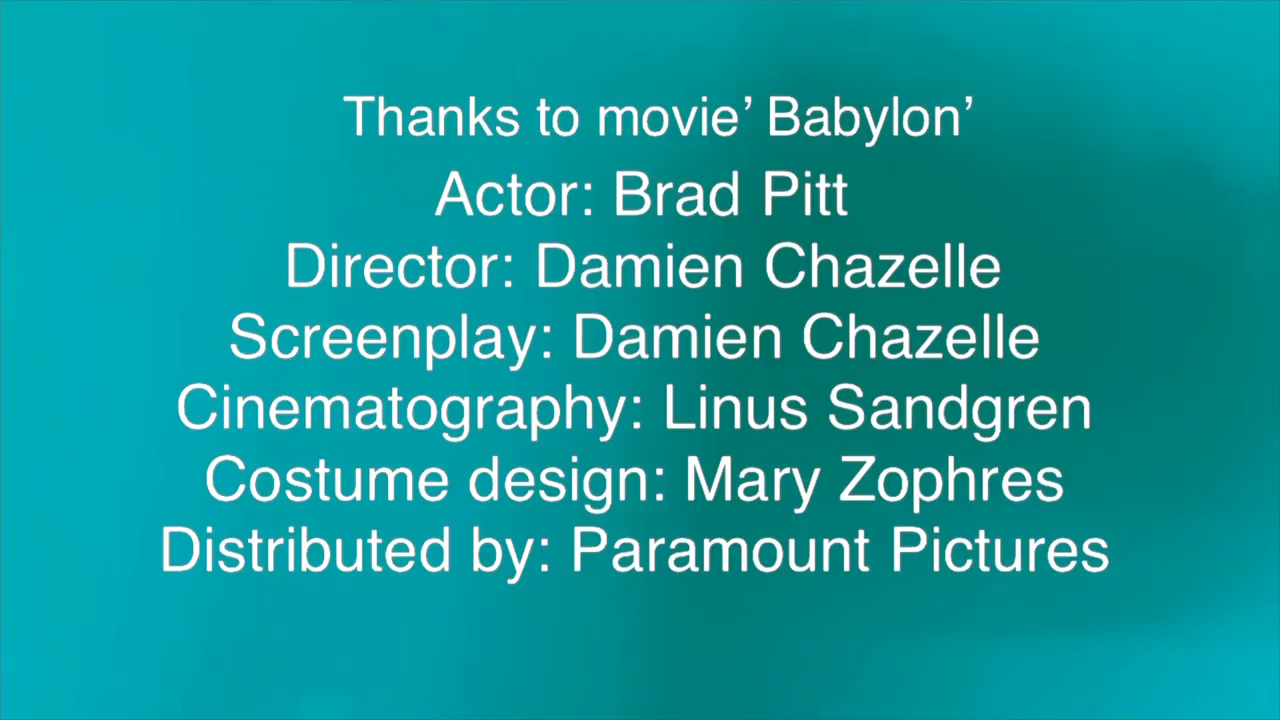 Thanks to movie’ Babylon’
Actor: Brad Pitt
Director: Damien Chazelle
Screenplay: Damien Chazelle
Cinematography: Linus Sandgren
Costume design: Mary Zophres
Distributed by: Paramount Pictures